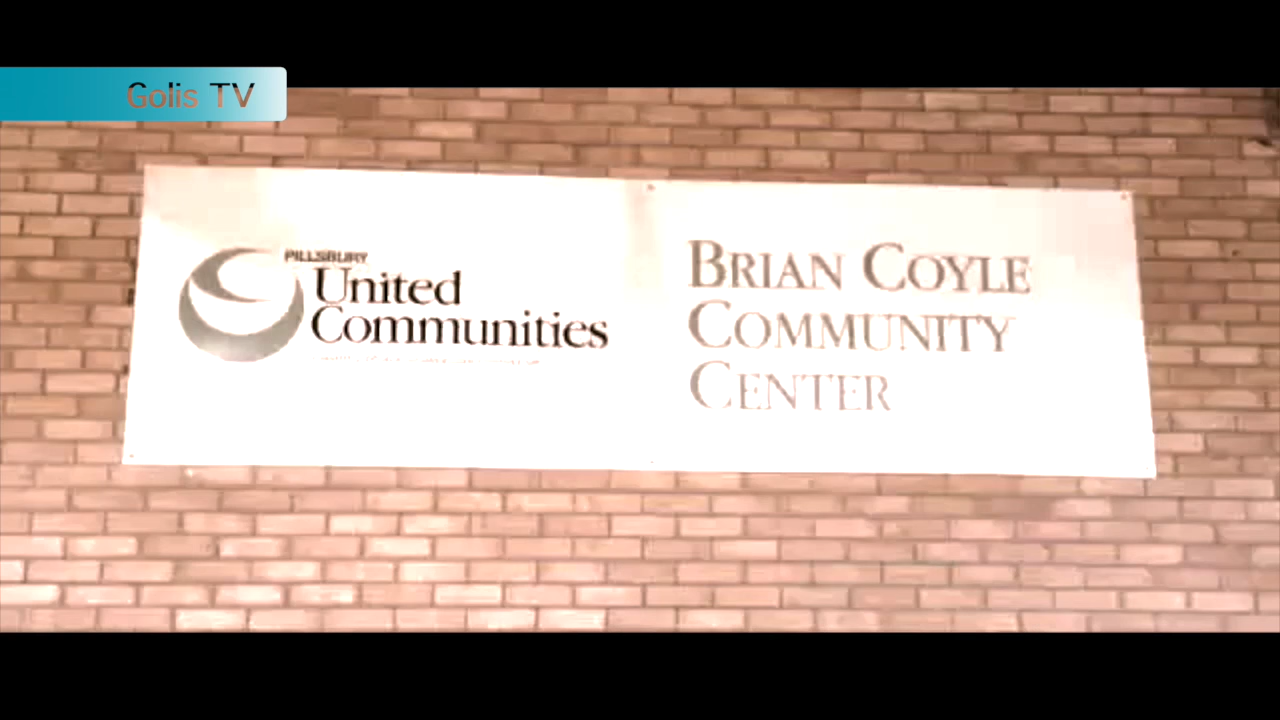 Golis TV
PILLSBURY
United
Communities
BRIAN COYLE
COMMUNITY
CENTER